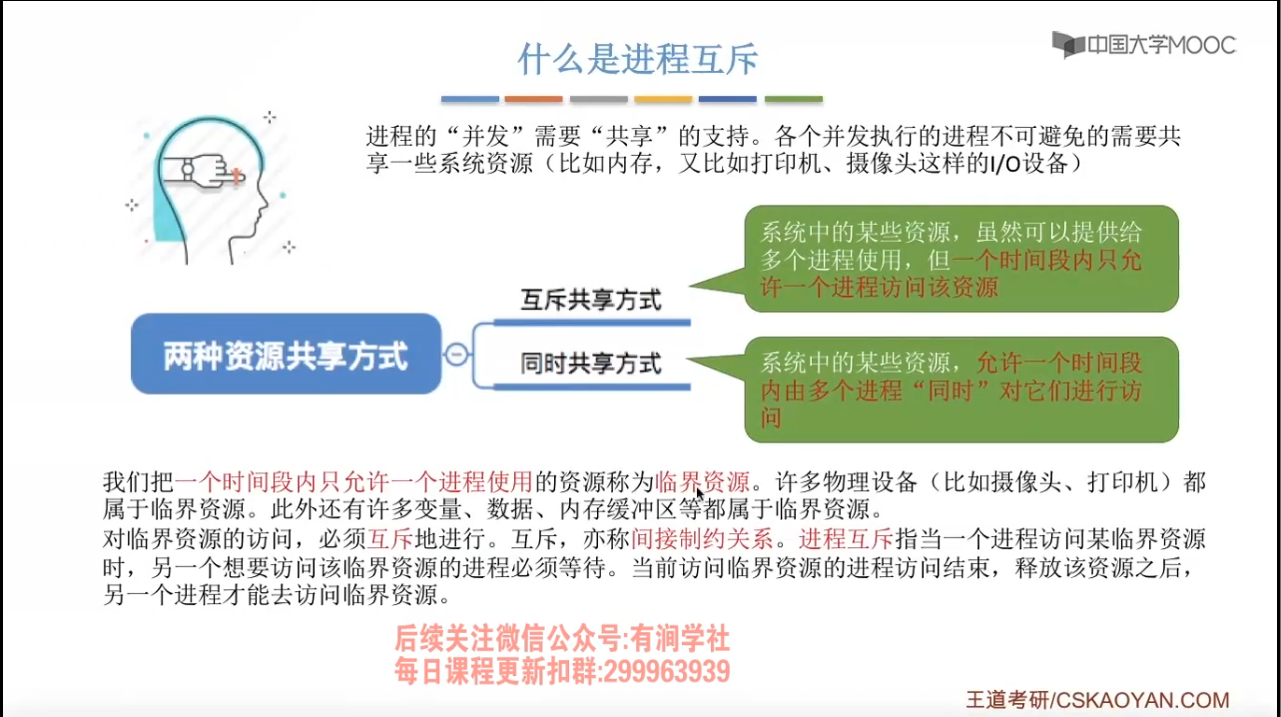 什么是进程互斥
中国大学MOOC
进程的“并发”需要“共享”的支持。各个并发执行的进程不可避免的需要共
享一些系统资源（比如内存，又比如打印机、摄像头这样的I/O设备）
系统中的某些资源，虽然可以提供给
多个进程使用，但一个时间段内只允
许一个进程访问该资源
互斥共享方式
两种资源共享方式
同时共享方式
系统中的某些资源，允许一个时间段
内由多个进程“同时”对它们进行访
问
我们把一个时间段内只允许一个进程使用的资源称为临界资源。许多物理设备（比如摄像头、打印机）都
属于临界资源。此外还有许多变量、数据、内存缓冲区等都属于临界资源。
对临界资源的访问，必须互斥地进行。互斥，亦称间接制约关系。进程互斥指当一个进程访问某临界资源
时，另一个想要访问该临界资源的进程必须等待。当前访问临界资源的进程访问结束，释放该资源之后，
另一个进程才能去访问临界资源。
后续关注微信公众号:有涧学社
每日课程更新扣群:299963939
王道考研/CSKAOYAN.COM